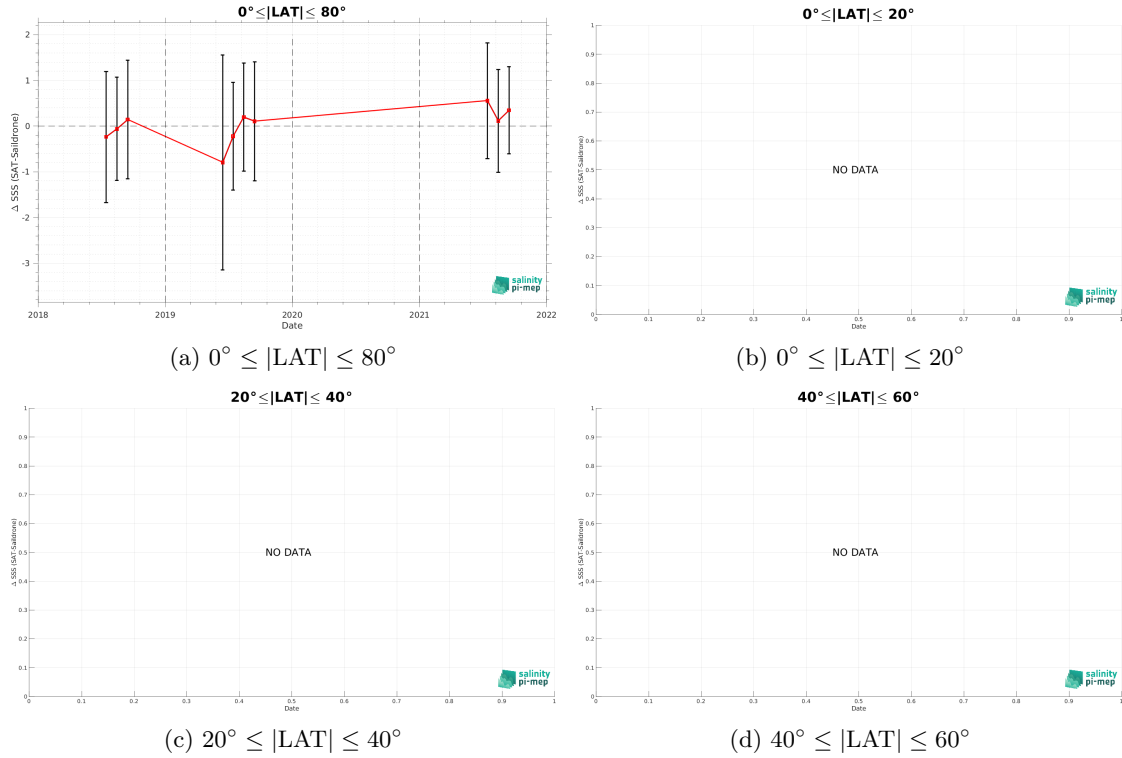 0°≤|LAT|≤ 80°
2
1
0
-1
-2
-3
Δ SSS (SAT-Saildrone)
salinity
pi-mep
2018 2019 2020 2021 2022
Date
(a) 0° ≤ |LAT| ≤ 80°
0°≤|LAT|≤ 20°
1
0.9
0.8
0.7
0.6
0.5
0.4
0.3
0.2
0.1
0
Δ SSS (SAT-Saildrone)
NO DATA
salinity
pi-mep
0 0.1 0.2 0.3 0.4 0.5 0.6 0.7 0.8 0.9 1
Date
(b) 0° ≤ |LAT| ≤ 20°
20°≤|LAT|≤ 40°
1
0.9
0.8
0.7
0.6
0.5
0.4
0.3
0.2
0.1
0
Δ SSS (SAT-Saildrone)
NO DATA
salinity
pi-mep
0 0.1 0.2 0.3 0.4 0.5 0.6 0.7 0.8 0.9 1
Date
(c) 20° ≤ |LAT| ≤ 40°
40°≤|LAT|≤ 60°
1
0.9
0.8
0.7
0.6
0.5
0.4
0.3
0.2
0.1
0
Δ SSS (SAT-Saildrone)
NO DATA
salinity
pi-mep
0 0.1 0.2 0.3 0.4 0.5 0.6 0.7 0.8 0.9 1
Date
(d) 40° ≤ |LAT| ≤ 60°